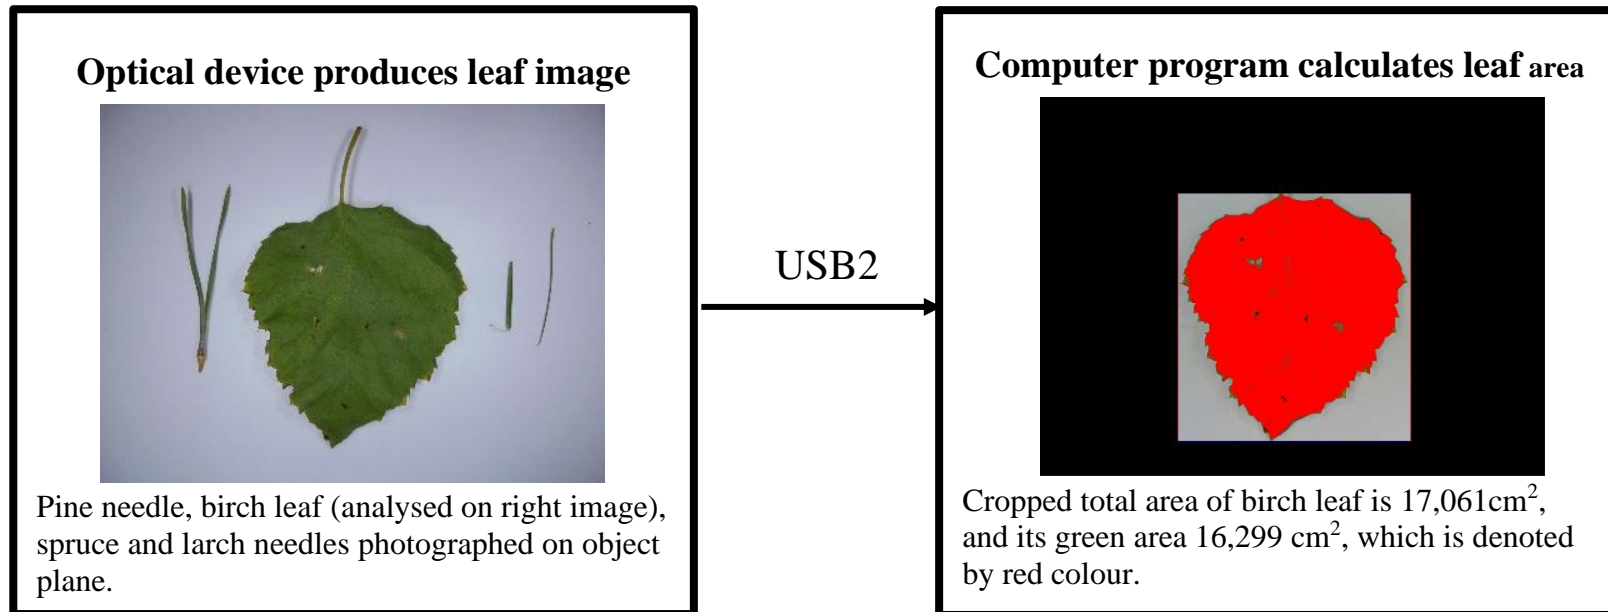 Optical device produces leaf image
Pine needle, birch leaf (analysed on right image),
spruce and larch needles photographed on object
plane.
USB2
Computer program calculates leaf area
Cropped total area of birch leaf is 17,061cm²,
and its green area 16,299 cm², which is denoted
by red colour.